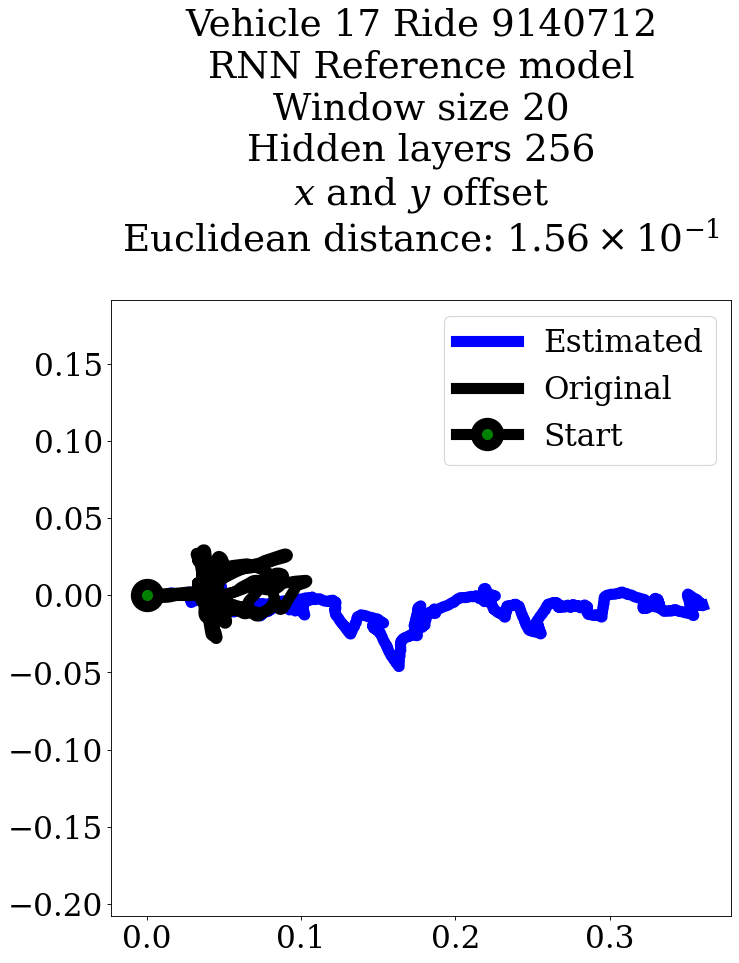 Vehicle 17 Ride 9140712
RNN Reference model
Window size 20
Hidden layers 256
x and y offset
Euclidean distance: 1.56 × 10⁻¹
Estimated
Original
Start
0.15
0.10
0.05
0.00
−0.05
−0.10
−0.15
−0.20
0.0 0.1 0.2 0.3